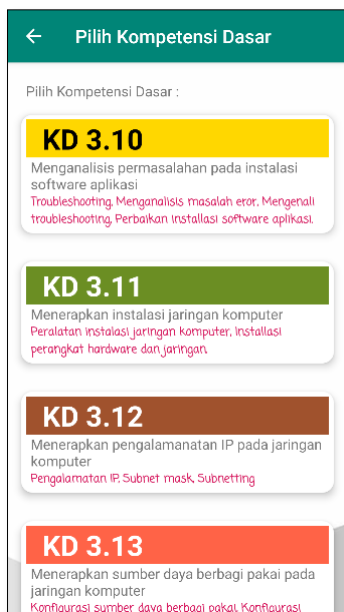 Pilih Kompetensi Dasar
Pilih Kompetensi Dasar :
KD 3.10
Menganalisis permasalahan pada instalasi
software aplikasi
Troubleshooting, Menganalisis masalah eror, Mengenali
troubleshooting, Perbaikan installasi software aplikasi.
KD 3.11
Menerapkan instalasi jaringan komputer
Peralatan instalasi jaringan komputer, Installasi
perangkat hardware dan jaringan.
KD 3.12
Menerapkan pengalamanatan IP pada jaringan
komputer
Pengalamatan IP, Subnet mask, Subnetting
KD 3.13
Menerapkan sumber daya berbagi pakai pada
jaringan komputer
Konfigurasi sumber daya berbagi pakai, Konfigurasi